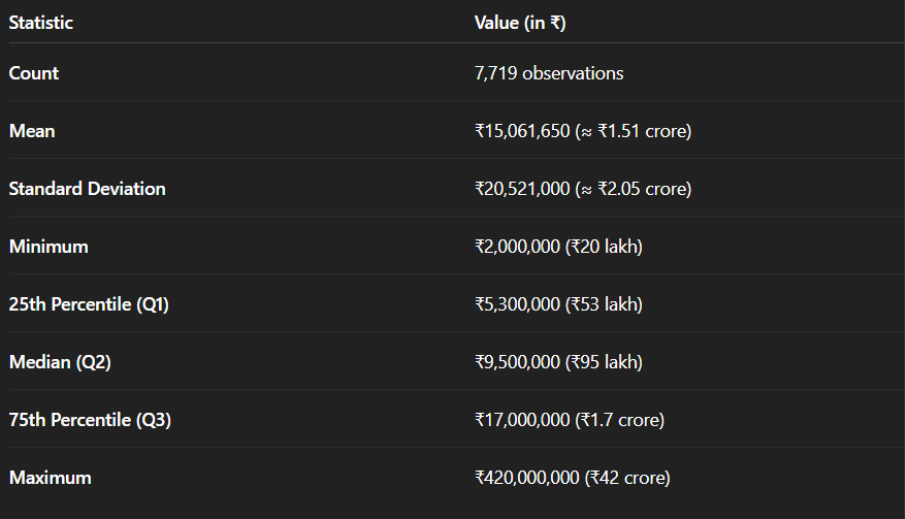 Statistic Value (in ₹)
Count 7,719 observations
Mean ₹15,061,650 (≈ ₹1.51 crore)
Standard Deviation ₹20,521,000 (≈ ₹2.05 crore)
Minimum ₹2,000,000 (₹20 lakh)
25th Percentile (Q1) ₹5,300,000 (₹53 lakh)
Median (Q2) ₹9,500,000 (₹95 lakh)
75th Percentile (Q3) ₹17,000,000 (₹1.7 crore)
Maximum ₹420,000,000 (₹42 crore)